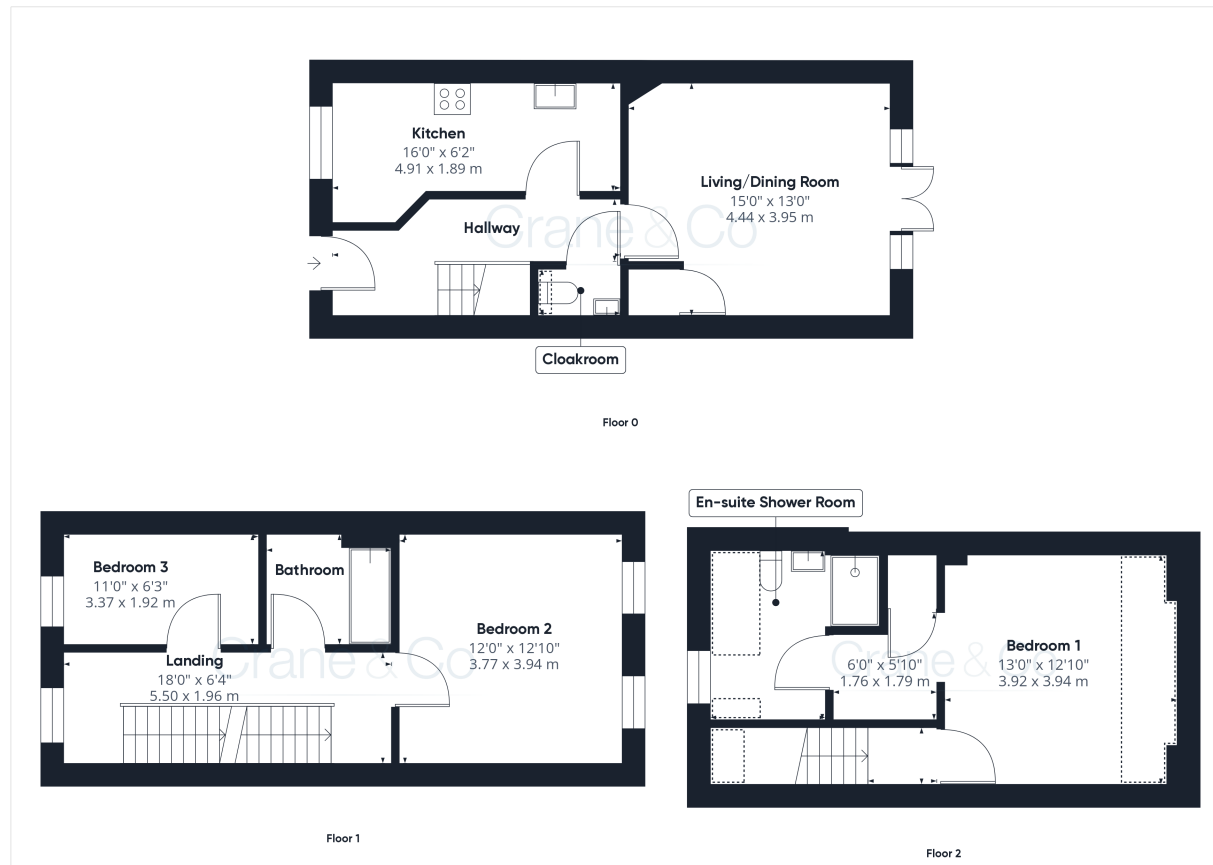 Kitchen
16'0" x 6'2"
4.91 x 1.89 m
Living/Dining Room
15'0" x 13'0"
4.44 x 3.95 m
Hallway
Crane & Co
Cloakroom
Floor 0
En-suite Shower Room
Bedroom 3
11'0" x 6'3"
3.37 x 1.92 m
Bathroom
Bedroom 2
12'0" x 12'10"
3.77 x 3.94 m
Landing
18'0" x 6'4"
5.50 x 1.96 m
Crane & Co
Floor 1
6'0" x 5'10"
1.76 x 1.79 m
Bedroom 1
13'0" x 12'10"
3.92 x 3.94 m
Crane & Co
Floor 2